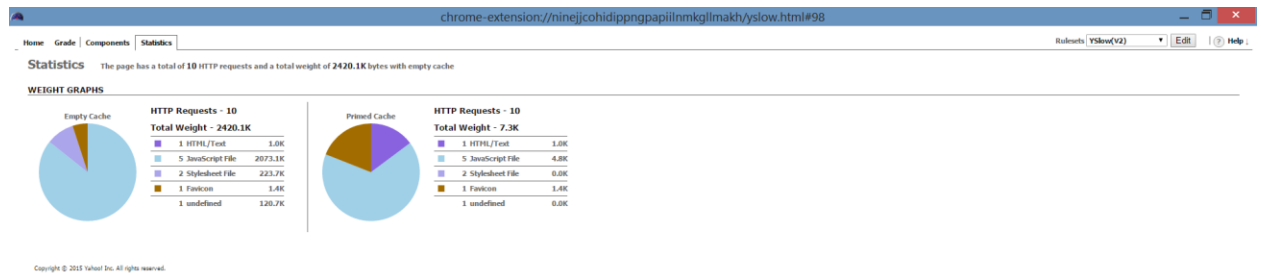 chrome-extension://ninejjcohidippngpapiilnmkgllmakh/yslow.html#98
Home Grade Components Statistics Rulesets YSlow(V2) Edit ? Help ↓
Statistics The page has a total of 10 HTTP requests and a total weight of 2420.1K bytes with empty cache
WEIGHT GRAPHS
Empty Cache
HTTP Requests - 10
Total Weight - 2420.1K
1 HTML/Text 1.0K
5 JavaScript File 2073.1K
2 Stylesheet File 223.7K
1 Favicon 1.4K
1 undefined 120.7K
Primed Cache
HTTP Requests - 10
Total Weight - 7.3K
1 HTML/Text 1.0K
5 JavaScript File 4.8K
2 Stylesheet File 0.0K
1 Favicon 1.4K
1 undefined 0.0K
Copyright © 2015 Yahoo! Inc. All rights reserved.